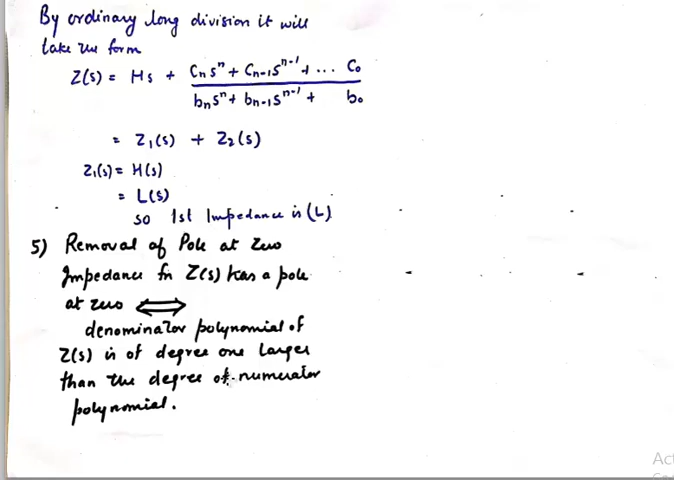 By ordinary long division it will
take the form
Z(s) = Hs + (Cn s^n + Cn-1 s^n-1 + ... C0) / (bn s^n + bn-1 s^n-1 + b0)
= Z1(s) + Z2(s)
Z1(s) = H(s)
= L(s)
so 1st Impedance is (L)
5) Removal of Pole at Zero
Impedance fn Z(s) has a pole
at zero ⟺
denominator polynomial of
Z(s) is of degree one larger
than the degree of numerator
polynomial.